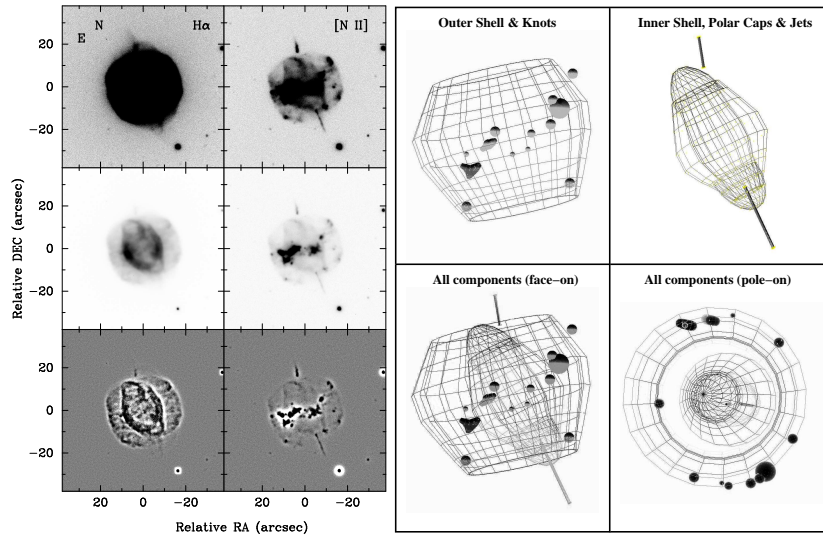 N
E
Hα
[N II]
20
0
−20
20
0
−20
20
0
−20
Relative DEC (arcsec)
20
0
−20
20
0
−20
Relative RA (arcsec)
Outer Shell & Knots
Inner Shell, Polar Caps & Jets
All components (face−on)
All components (pole−on)